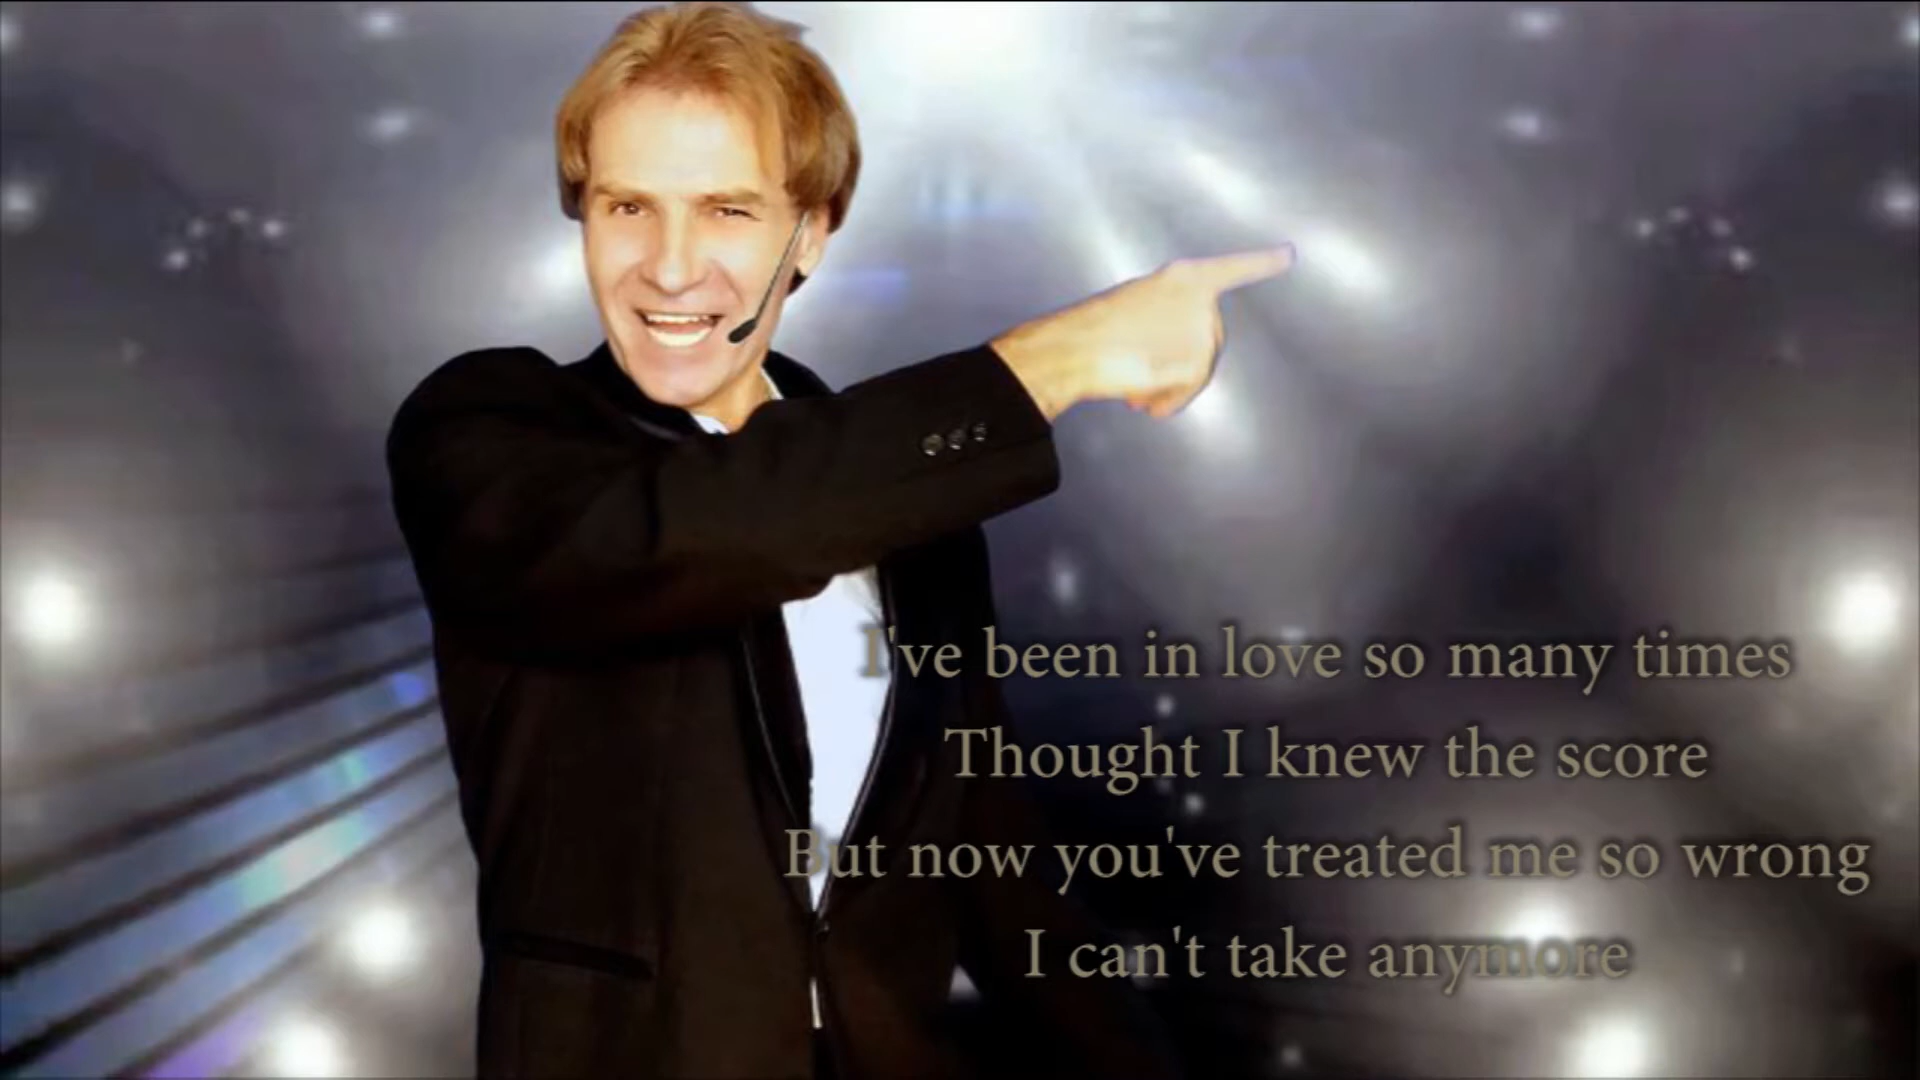 I've been in love so many times
Thought I knew the score
But now you've treated me so wrong
I can't take anymore